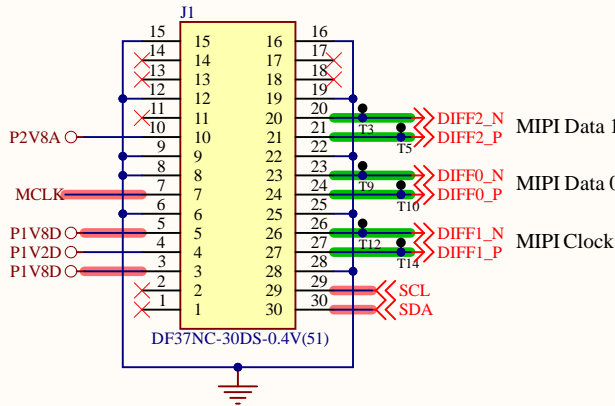 J1
15 15 16 16
14 17 17
13 18 18
12 12 19 19
11 11 20 20 T3 DIFF2_N MIPI Data 1
P2V8A 10 10 21 21 T5 DIFF2_P
9 9 22 22
8 8 23 23 T9 DIFF0_N MIPI Data 0
MCLK 7 7 24 24 T10 DIFF0_P
6 6 25 25
P1V8D 5 5 26 26 T12 DIFF1_N MIPI Clock
P1V2D 4 4 27 27 T14 DIFF1_P
P1V8D 3 3 28 28
2 2 29 29 SCL
1 1 30 30 SDA
14 13
DF37NC-30DS-0.4V(51)